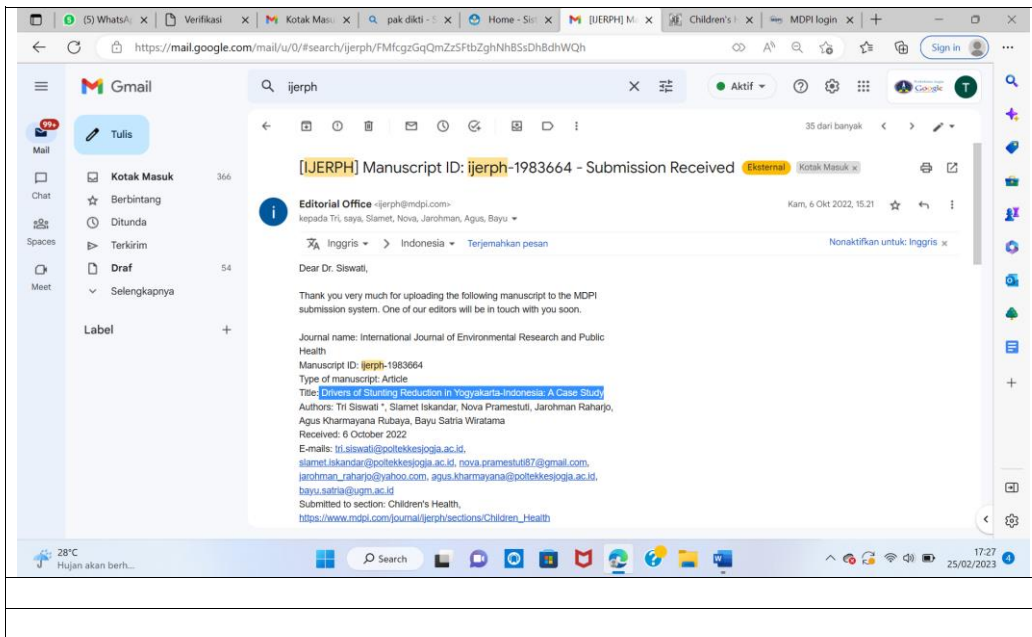 (5) WhatsA
Verifikasi
Kotak Masu
pak dikti - S
Home - Sist
[IJERPH] M
Children's H
MDPI login
https://mail.google.com/mail/u/0/#search/ijerph/FMfcgzGqQmZzSFtbZghNhBSsDhBdhWQh
Sign in
Gmail
ijerph
Aktif
Google
T
99+
Mail
Chat
Spaces
Meet
Tulis
Kotak Masuk 366
Berbintang
Ditunda
Terkirim
Draf 54
Selengkapnya
Label
35 dari banyak
[IJERPH] Manuscript ID: ijerph-1983664 - Submission Received Eksternal Kotak Masuk x
i
Editorial Office <ijerph@mdpi.com> Kam, 6 Okt 2022, 15.21
kepada Tri, saya, Slamet, Nova, Jarohman, Agus, Bayu
Inggris > Indonesia Terjemahkan pesan Nonaktifkan untuk: Inggris x
Dear Dr. Siswati,
Thank you very much for uploading the following manuscript to the MDPI
submission system. One of our editors will be in touch with you soon.
Journal name: International Journal of Environmental Research and Public
Health
Manuscript ID: ijerph-1983664
Type of manuscript: Article
Title: Drivers of Stunting Reduction in Yogyakarta-Indonesia: A Case Study
Authors: Tri Siswati *, Slamet Iskandar, Nova Pramestuti, Jarohman Raharjo,
Agus Kharmayana Rubaya, Bayu Satria Wiratama
Received: 6 October 2022
E-mails: tri.siswati@poltekkesjogja.ac.id,
slamet.iskandar@poltekkesjogja.ac.id, nova.pramestuti87@gmail.com,
jarohman_raharjo@yahoo.com, agus.kharmayana@poltekkesjogja.ac.id,
bayu.satria@ugm.ac.id
Submitted to section: Children's Health,
https://www.mdpi.com/journal/ijerph/sections/Children_Health
28°C
Hujan akan berh...
Search
17:27
25/02/2023
4